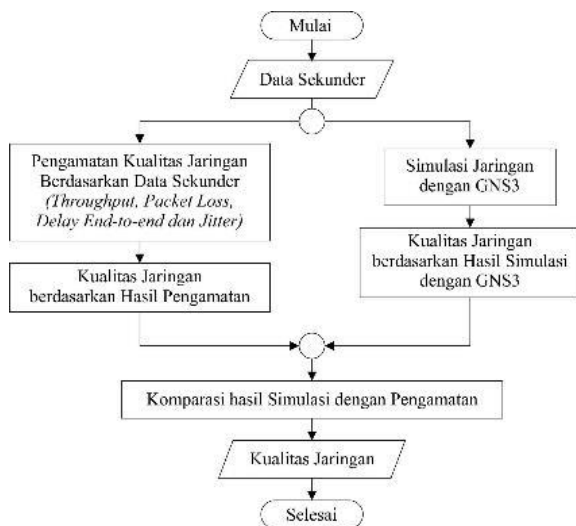 Mulai
Data Sekunder
Pengamatan Kualitas Jaringan
Berdasarkan Data Sekunder
(Throughput, Packet Loss,
Delay End-to-end dan Jitter)
Kualitas Jaringan
berdasarkan Hasil Pengamatan
Simulasi Jaringan
dengan GNS3
Kualitas Jaringan
berdasarkan Hasil Simulasi
dengan GNS3
Komparasi hasil Simulasi dengan Pengamatan
Kualitas Jaringan
Selesai